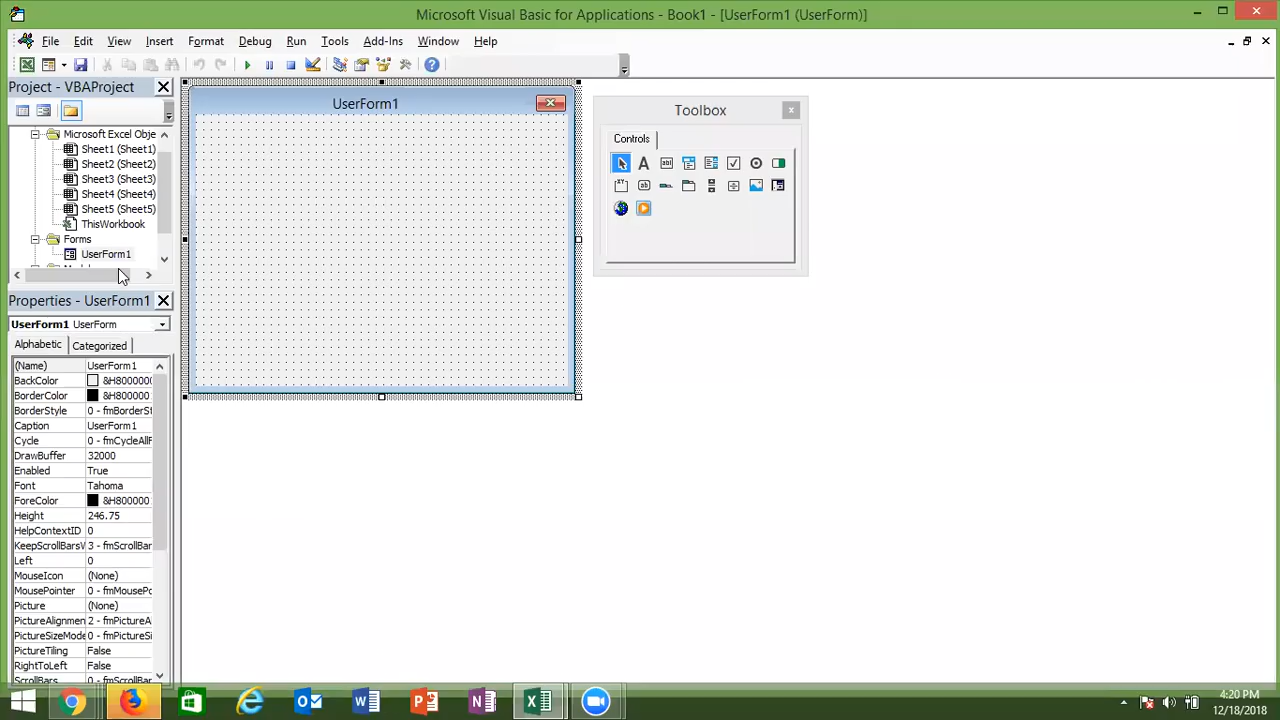 Microsoft Visual Basic for Applications - Book1 - [UserForm1 (UserForm)]
File Edit View Insert Format Debug Run Tools Add-Ins Window Help
Project - VBAProject
Microsoft Excel Obje
Sheet1 (Sheet1)
Sheet2 (Sheet2)
Sheet3 (Sheet3)
Sheet4 (Sheet4)
Sheet5 (Sheet5)
ThisWorkbook
Forms
UserForm1
Properties - UserForm1
UserForm1 UserForm
Alphabetic Categorized
(Name) UserForm1
BackColor &H8000000
BorderColor &H800000
BorderStyle 0 - fmBorderSt
Caption UserForm1
Cycle 0 - fmCycleAllF
DrawBuffer 32000
Enabled True
Font Tahoma
ForeColor &H800000
Height 246.75
HelpContextID 0
KeepScrollBarsV 3 - fmScrollBar
Left 0
MouseIcon (None)
MousePointer 0 - fmMousePo
Picture (None)
PictureAlignmen 2 - fmPictureA
PictureSizeMode 0 - fmPictureSi
PictureTiling False
RightToLeft False
ScrollBars 0 - fmScrollBar
UserForm1
Toolbox
Controls
A
4:20 PM
12/18/2018